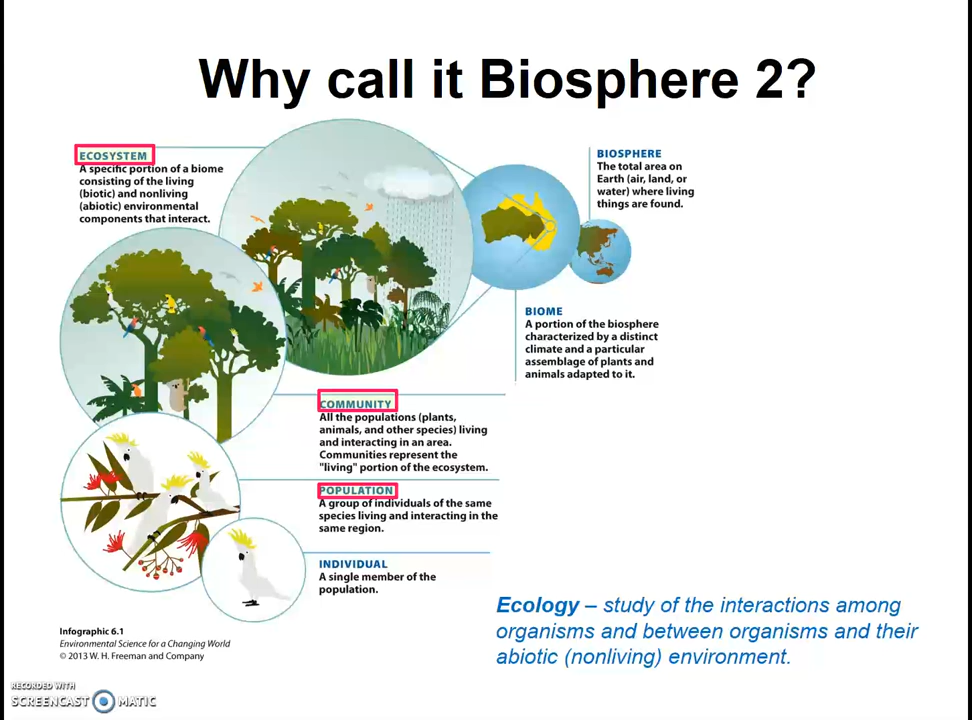 Why call it Biosphere 2?
ECOSYSTEM
A specific portion of a biome
consisting of the living
(biotic) and nonliving
(abiotic) environmental
components that interact.
BIOSPHERE
The total area on
Earth (air, land, or
water) where living
things are found.
BIOME
A portion of the biosphere
characterized by a distinct
climate and a particular
assemblage of plants and
animals adapted to it.
COMMUNITY
All the populations (plants,
animals, and other species) living
and interacting in an area.
Communities represent the
"living" portion of the ecosystem.
POPULATION
A group of individuals of the same
species living and interacting in the
same region.
INDIVIDUAL
A single member of the
population.
Ecology – study of the interactions among
organisms and between organisms and their
abiotic (nonliving) environment.
Infographic 6.1
Environmental Science for a Changing World
© 2013 W. H. Freeman and Company
RECORDED WITH
SCREENCAST MATIC